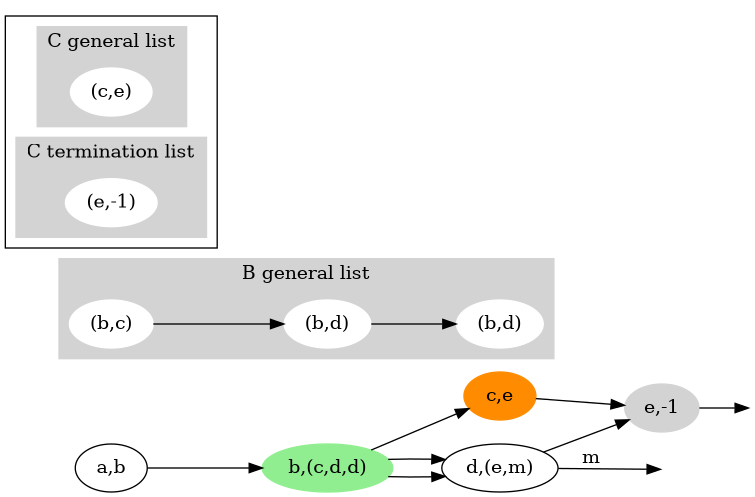 C general list
(c,e)
C termination list
(e,-1)
B general list
(b,c)
(b,d)
(b,d)
c,e
e,-1
a,b
b,(c,d,d)
d,(e,m)
m